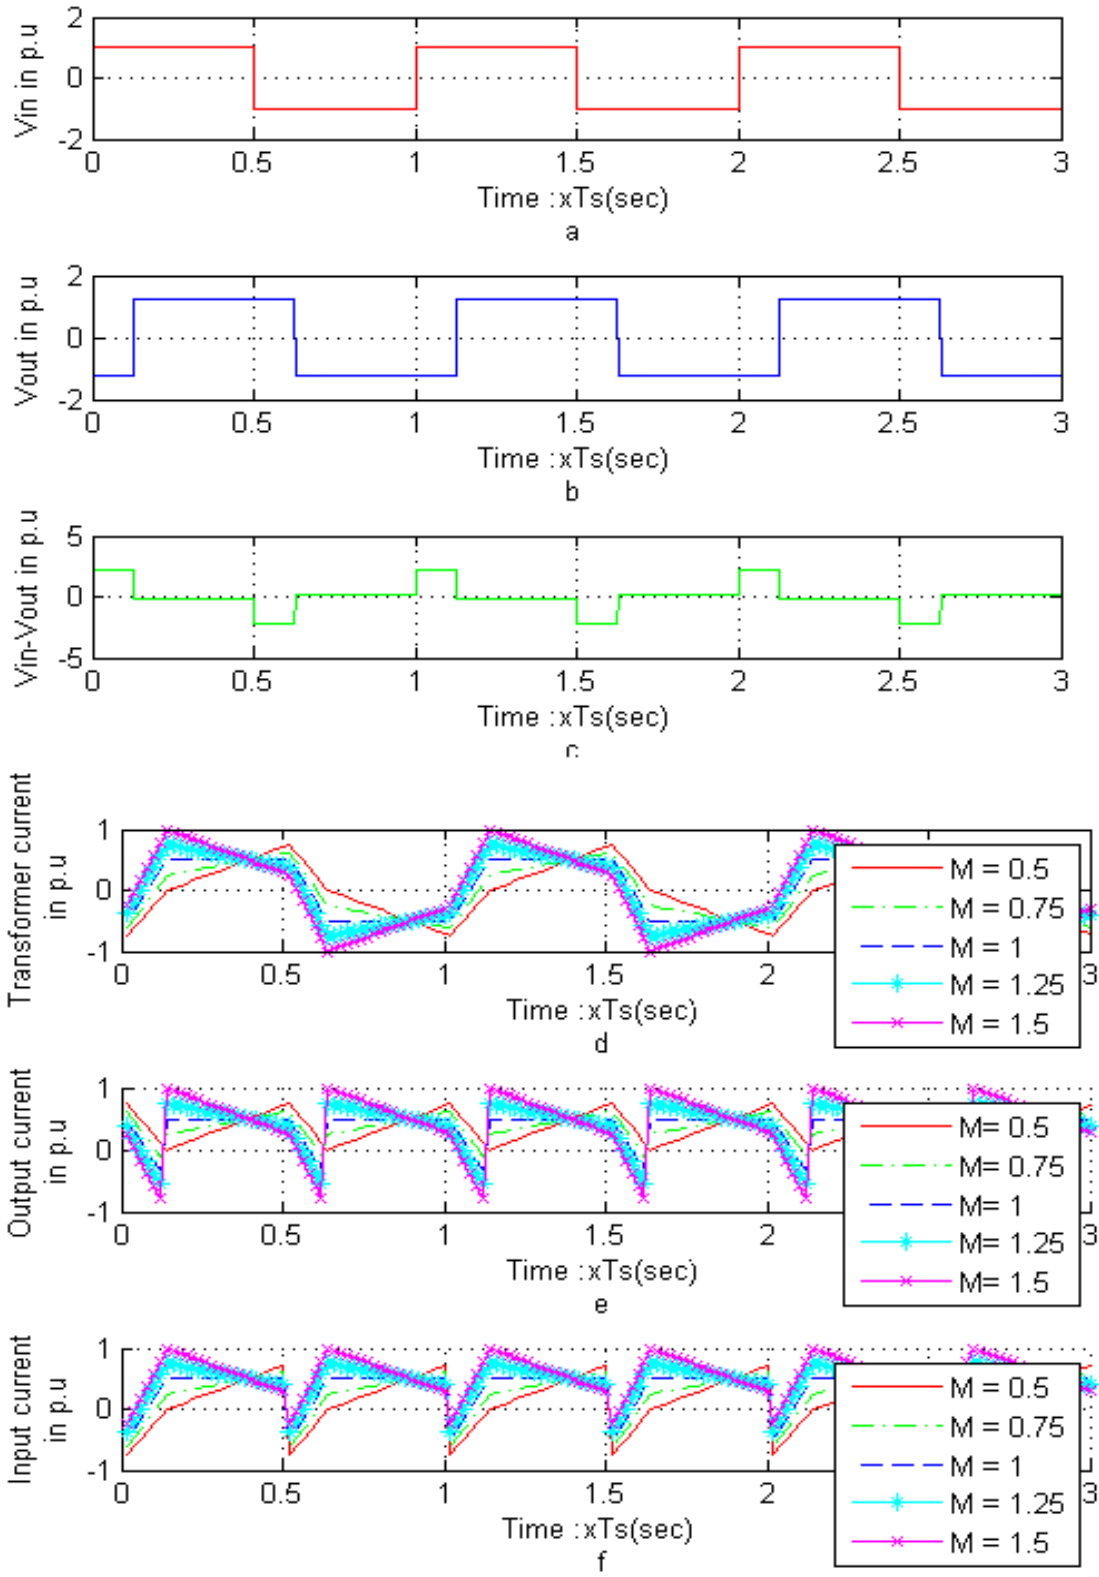 Vin in p.u
2
0
-2
0 0.5 1 1.5 2 2.5 3
Time :xTs(sec)
a
Vout in p.u
2
0
-2
0 0.5 1 1.5 2 2.5 3
Time :xTs(sec)
b
Vin-Vout in p.u
5
0
-5
0 0.5 1 1.5 2 2.5 3
Time :xTs(sec)
c
Transformer current
in p.u
1
0
-1
0 0.5 1 1.5 2 3
Time :xTs(sec)
d
M = 0.5
M = 0.75
M = 1
M = 1.25
M = 1.5
Output current
in p.u
1
0
-1
0 0.5 1 1.5 2 3
Time :xTs(sec)
e
M= 0.5
M= 0.75
M= 1
M= 1.25
M= 1.5
Input current
in p.u
1
0
-1
0 0.5 1 1.5 2 3
Time :xTs(sec)
f
M = 0.5
M = 0.75
M = 1
M = 1.25
M = 1.5